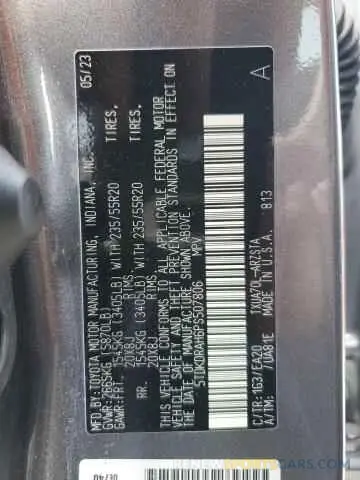 MFD.BY:TOYOTA MOTOR MANUFACTURING, INDIANA, INC. 05/23
GVWR:2665KG (5870LB)
GAWR:FRT. 1545KG (3405LB) WITH 235/55R20 TIRES,
20X8J RIMS,
RR. 1545KG (3405LB) WITH 235/55R20 TIRES,
20X8J RIMS,
THIS VEHICLE CONFORMS TO ALL APPLICABLE FEDERAL MOTOR
VEHICLE SAFETY AND THEFT PREVENTION STANDARDS IN EFFECT ON
THE DATE OF MANUFACTURE SHOWN ABOVE.
MPV
C/TR:1G3/EA20 TXUA70L-ARZSTA A
A/TM: /UA81E 813
MADE IN U.S.A.